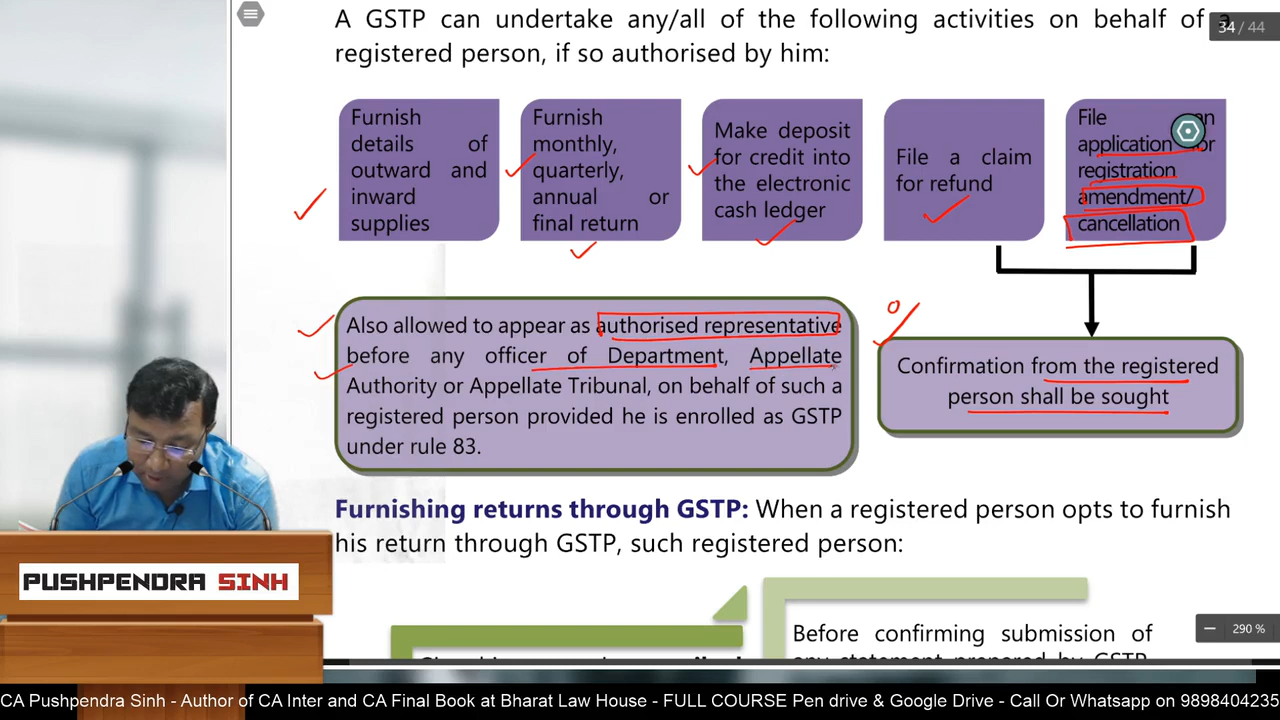 34 / 44
A GSTP can undertake any/all of the following activities on behalf of a
registered person, if so authorised by him:
Furnish
details of
outward and
inward
supplies
Furnish
monthly,
quarterly,
annual or
final return
Make deposit
for credit into
the electronic
cash ledger
File a claim
for refund
File an
application for
registration
amendment/
cancellation
Also allowed to appear as authorised representative
before any officer of Department, Appellate
Authority or Appellate Tribunal, on behalf of such a
registered person provided he is enrolled as GSTP
under rule 83.
Confirmation from the registered
person shall be sought
Furnishing returns through GSTP: When a registered person opts to furnish
his return through GSTP, such registered person:
Before confirming submission of
any statement prepared by GSTP
290 %
PUSHPENDRA SINH
CA Pushpendra Sinh - Author of CA Inter and CA Final Book at Bharat Law House - FULL COURSE Pen drive & Google Drive - Call Or Whatsapp on 9898404235